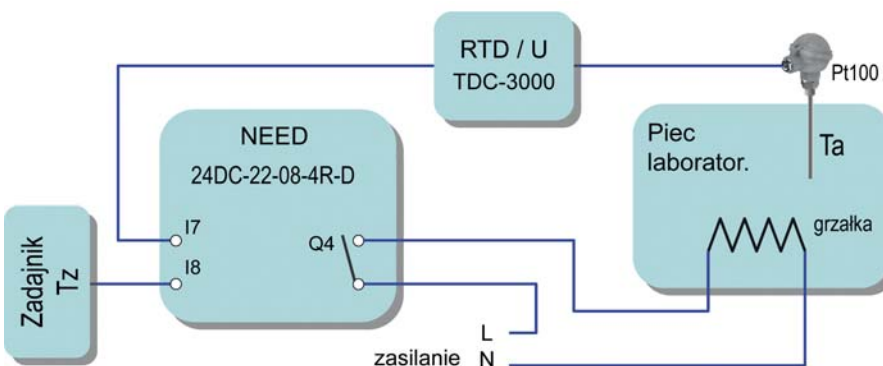 RTD / U
TDC-3000
Pt100
NEED
24DC-22-08-4R-D
I7
I8
Q4
Zadajnik
Tz
Piec
laborator.
Ta
grzałka
L
zasilanie N